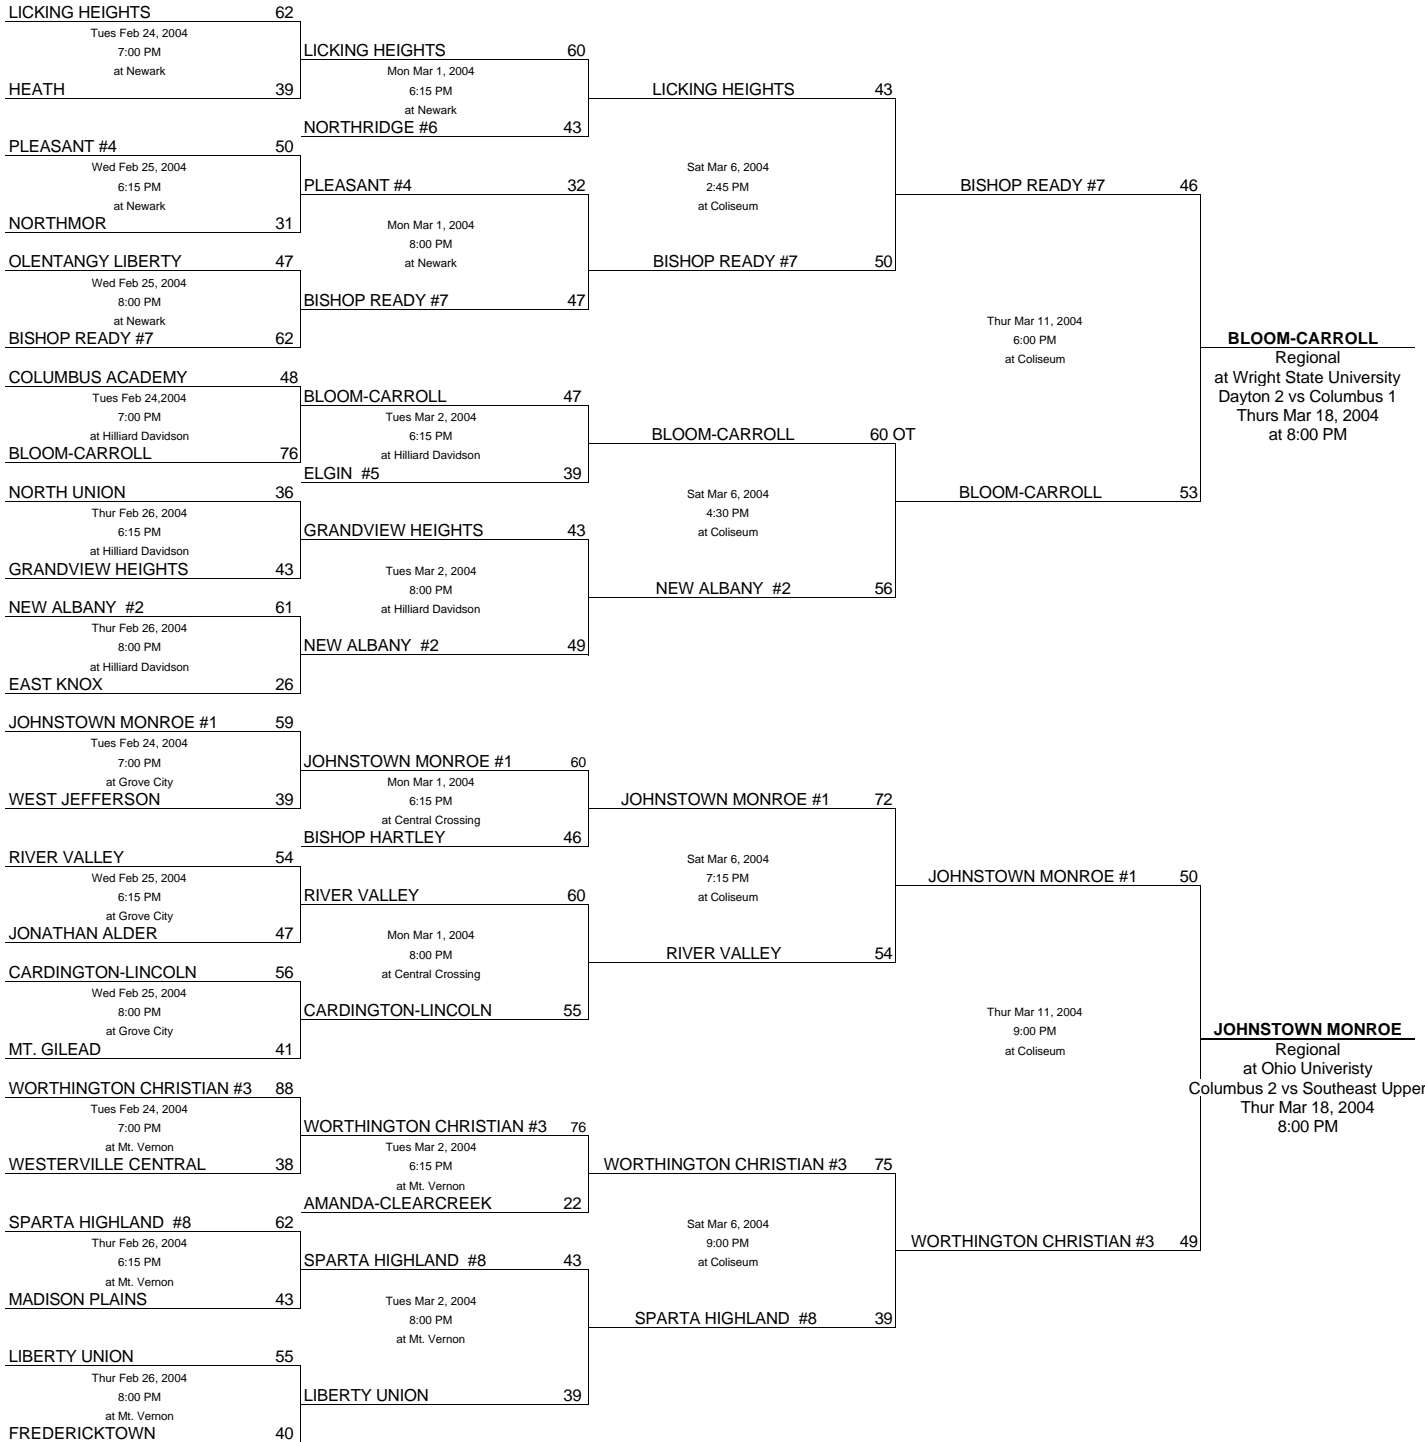 LICKING HEIGHTS 62
Tues Feb 24, 2004
7:00 PM
at Newark
HEATH 39
PLEASANT #4 50
Wed Feb 25, 2004
6:15 PM
at Newark
NORTHMOR 31
OLENTANGY LIBERTY 47
Wed Feb 25, 2004
8:00 PM
at Newark
BISHOP READY #7 62
COLUMBUS ACADEMY 48
Tues Feb 24,2004
7:00 PM
at Hilliard Davidson
BLOOM-CARROLL 76
NORTH UNION 36
Thur Feb 26, 2004
6:15 PM
at Hilliard Davidson
GRANDVIEW HEIGHTS 43
NEW ALBANY #2 61
Thur Feb 26, 2004
8:00 PM
at Hilliard Davidson
EAST KNOX 26
JOHNSTOWN MONROE #1 59
Tues Feb 24, 2004
7:00 PM
at Grove City
WEST JEFFERSON 39
RIVER VALLEY 54
Wed Feb 25, 2004
6:15 PM
at Grove City
JONATHAN ALDER 47
CARDINGTON-LINCOLN 56
Wed Feb 25, 2004
8:00 PM
at Grove City
MT. GILEAD 41
WORTHINGTON CHRISTIAN #3 88
Tues Feb 24, 2004
7:00 PM
at Mt. Vernon
WESTERVILLE CENTRAL 38
SPARTA HIGHLAND #8 62
Thur Feb 26, 2004
6:15 PM
at Mt. Vernon
MADISON PLAINS 43
LIBERTY UNION 55
Thur Feb 26, 2004
8:00 PM
at Mt. Vernon
FREDERICKTOWN 40
LICKING HEIGHTS 60
Mon Mar 1, 2004
6:15 PM
at Newark
NORTHRIDGE #6 43
PLEASANT #4 32
Mon Mar 1, 2004
8:00 PM
at Newark
BISHOP READY #7 47
BLOOM-CARROLL 47
Tues Mar 2, 2004
6:15 PM
at Hilliard Davidson
ELGIN #5 39
GRANDVIEW HEIGHTS 43
Tues Mar 2, 2004
8:00 PM
at Hilliard Davidson
NEW ALBANY #2 49
JOHNSTOWN MONROE #1 60
Mon Mar 1, 2004
6:15 PM
at Central Crossing
BISHOP HARTLEY 46
RIVER VALLEY 60
Mon Mar 1, 2004
8:00 PM
at Central Crossing
CARDINGTON-LINCOLN 55
WORTHINGTON CHRISTIAN #3 76
Tues Mar 2, 2004
6:15 PM
at Mt. Vernon
AMANDA-CLEARCREEK 22
SPARTA HIGHLAND #8 43
Tues Mar 2, 2004
8:00 PM
at Mt. Vernon
LIBERTY UNION 39
LICKING HEIGHTS 43
Sat Mar 6, 2004
2:45 PM
at Coliseum
BISHOP READY #7 50
BLOOM-CARROLL 60 OT
Sat Mar 6, 2004
4:30 PM
at Coliseum
NEW ALBANY #2 56
JOHNSTOWN MONROE #1 72
Sat Mar 6, 2004
7:15 PM
at Coliseum
RIVER VALLEY 54
WORTHINGTON CHRISTIAN #3 75
Sat Mar 6, 2004
9:00 PM
at Coliseum
SPARTA HIGHLAND #8 39
BISHOP READY #7 46
Thur Mar 11, 2004
6:00 PM
at Coliseum
BLOOM-CARROLL 53
JOHNSTOWN MONROE #1 50
Thur Mar 11, 2004
9:00 PM
at Coliseum
WORTHINGTON CHRISTIAN #3 49
BLOOM-CARROLL
Regional
at Wright State University
Dayton 2 vs Columbus 1
Thurs Mar 18, 2004
at 8:00 PM
JOHNSTOWN MONROE
Regional
at Ohio Univeristy
Columbus 2 vs Southeast Upper
Thur Mar 18, 2004
8:00 PM